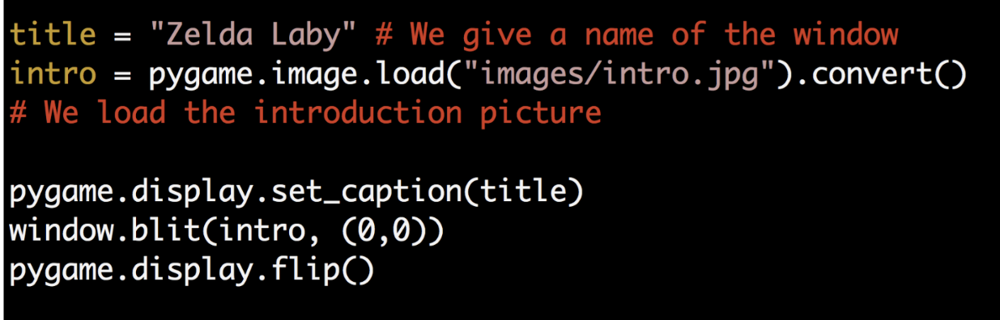 title = "Zelda Laby" # We give a name of the window
intro = pygame.image.load("images/intro.jpg").convert()
# We load the introduction picture
pygame.display.set_caption(title)
window.blit(intro, (0,0))
pygame.display.flip()